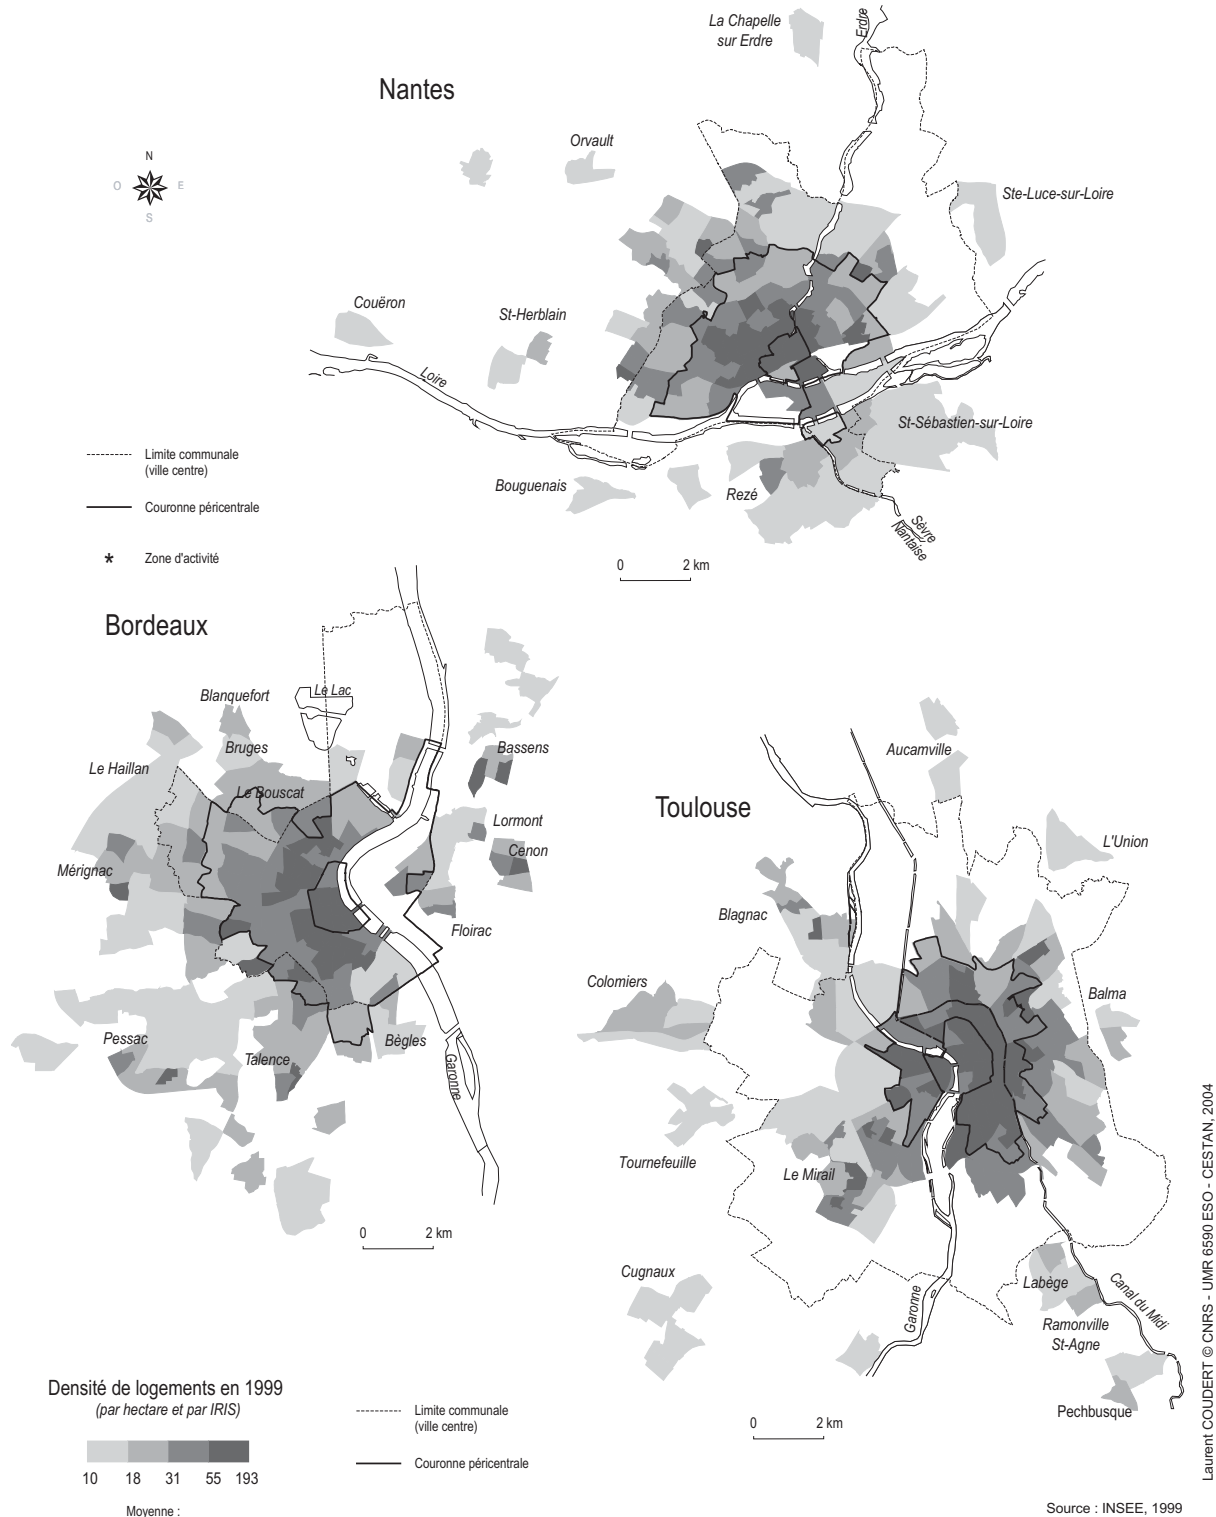 La Chapelle
sur Erdre
Erdre
Nantes
Orvault
N
O
E
S
Ste-Luce-sur-Loire
Couëron
St-Herblain
Loire
St-Sébastien-sur-Loire
Limite communale
(ville centre)
Bouguenais
Rezé
Couronne péricentrale
Sèvre
Nantaise
* Zone d'activité
0 2 km
Bordeaux
Blanquefort
Le Lac
Bruges
Bassens
Le Haillan
Le Bouscat
Lormont
Cenon
Mérignac
Floirac
Pessac
Talence
Bègles
Garonne
0 2 km
Aucamville
Toulouse
L'Union
Blagnac
Colomiers
Balma
Tournefeuille
Le Mirail
Cugnaux
Garonne
Labège
Canal du Midi
Ramonville
St-Agne
Pechbusque
0 2 km
Densité de logements en 1999
(par hectare et par IRIS)
10 18 31 55 193
Moyenne :
Limite communale
(ville centre)
Couronne péricentrale
Laurent COUDERT © CNRS - UMR 6590 ESO - CESTAN, 2004
Source : INSEE, 1999